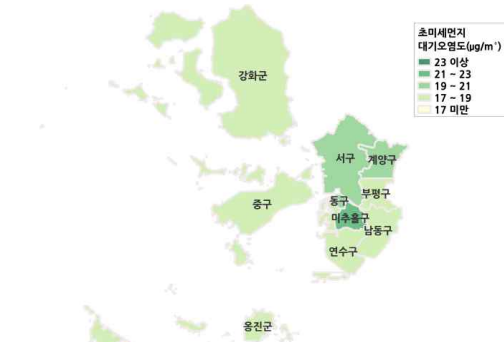 초미세먼지
대기오염도(μg/m³)
23 이상
21 ~ 23
19 ~ 21
17 ~ 19
17 미만
강화군
서구
계양구
부평구
동구
중구
미추홀구
남동구
연수구
옹진군